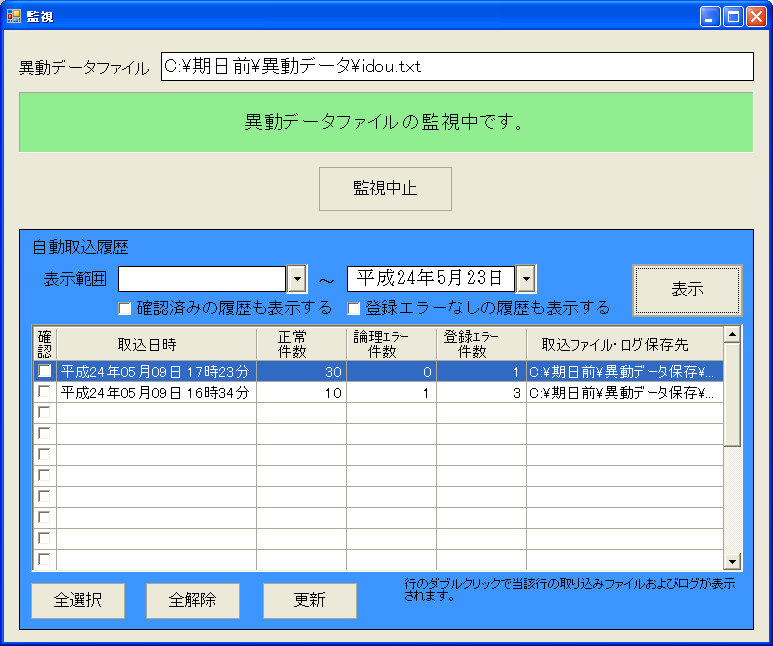 監視
異動データファイル C:¥期日前¥異動データ¥idou.txt
異動データファイルの監視中です。
監視中止
自動取込履歴
表示範囲 ～ 平成24年5月23日 表示
確認済みの履歴も表示する 登録エラーなしの履歴も表示する
確認 取込日時 正常件数 論理エラー件数 登録エラー件数 取込ファイル・ログ保存先
平成24年05月09日 17時23分 30 0 1 C:¥期日前¥異動データ保存¥...
平成24年05月09日 16時34分 10 1 3 C:¥期日前¥異動データ保存¥...
全選択 全解除 更新
行のダブルクリックで当該行の取り込みファイルおよびログが表示
されます。